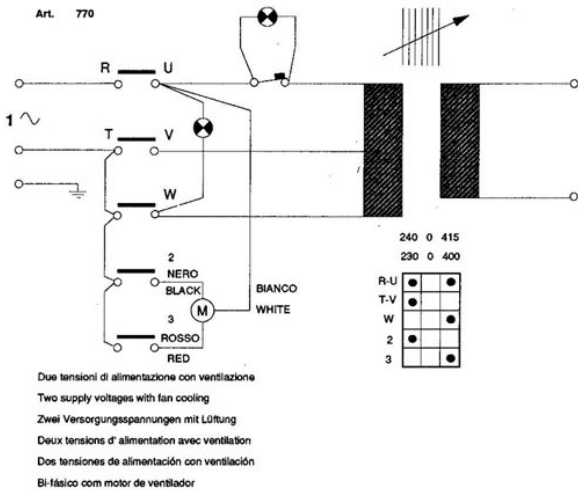 Art. 770
R U
1
T V
W
2
NERO
BLACK
M
BIANCO
WHITE
3
ROSSO
RED
240 0 415
230 0 400
R-U
T-V
W
2
3
Due tensioni di alimentazione con ventilazione
Two supply voltages with fan cooling
Zwei Versorgungsspannungen mit Lüftung
Deux tensions d' alimentation avec ventilation
Dos tensiones de alimentación con ventilación
Bi-fásico com motor de ventilador